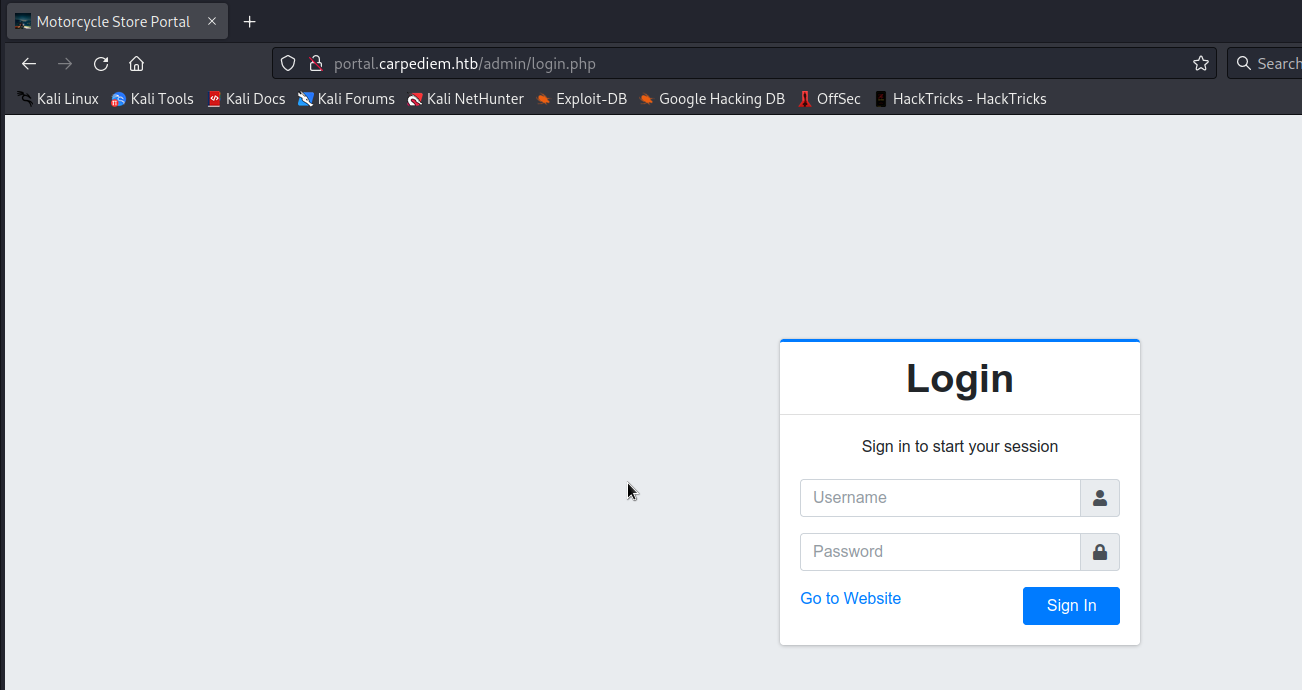 Motorcycle Store Portal
portal.carpediem.htb/admin/login.php
Search
Kali Linux Kali Tools Kali Docs Kali Forums Kali NetHunter Exploit-DB Google Hacking DB OffSec HackTricks - HackTricks
Login
Sign in to start your session
Username
Password
Go to Website
Sign In